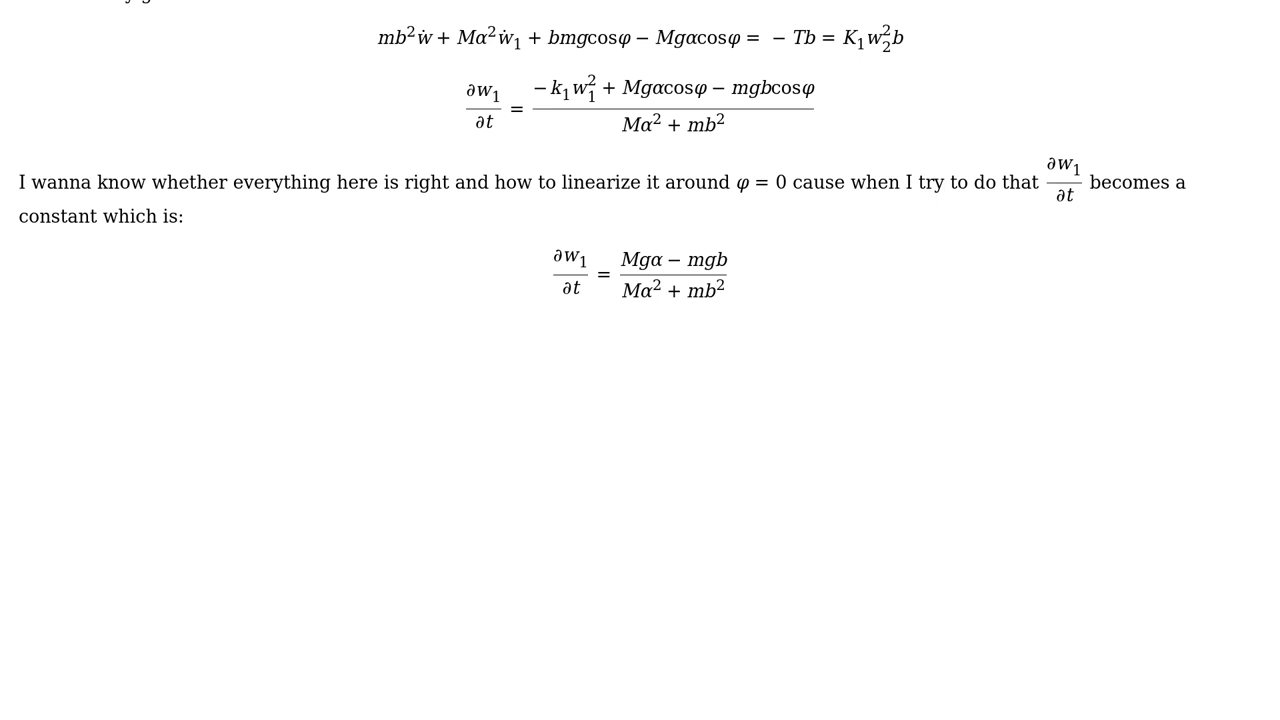 mb²ẇ + Mα²ẇ₁ + bmgcosφ − Mgαcosφ = − Tb = K₁w₂²b
∂w₁/∂t = (− k₁w₁² + Mgαcosφ − mgbcosφ)/(Mα² + mb²)
I wanna know whether everything here is right and how to linearize it around φ = 0 cause when I try to do that ∂w₁/∂t becomes a
constant which is:
∂w₁/∂t = (Mgα − mgb)/(Mα² + mb²)